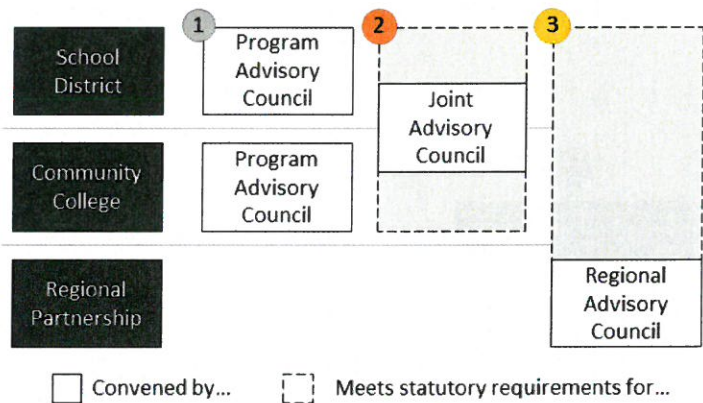 1
2
3
School
District
Program
Advisory
Council
Joint
Advisory
Council
Community
College
Program
Advisory
Council
Regional
Partnership
Regional
Advisory
Council
Convened by...
Meets statutory requirements for...